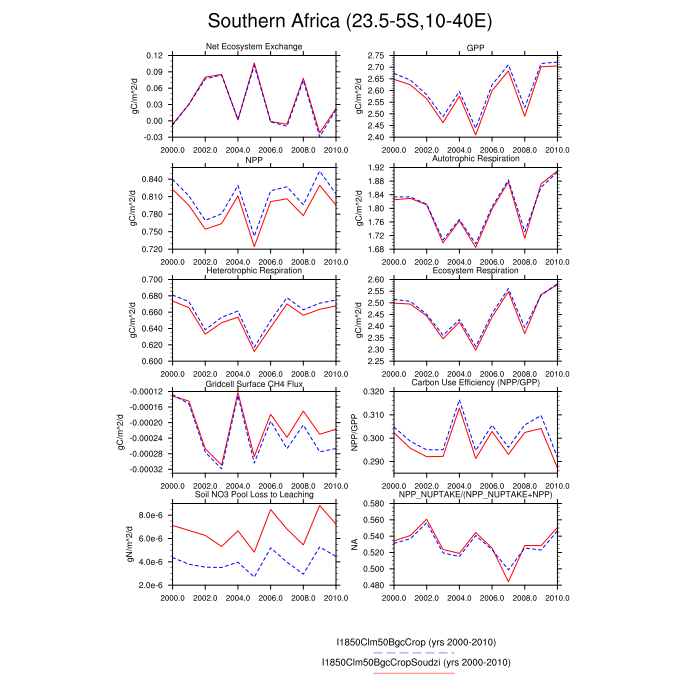 Southern Africa (23.5-5S,10-40E)
Net Ecosystem Exchange
GPP
gC/m^2/d
0.12
0.09
0.06
0.03
0.00
-0.03
2000.0 2002.0 2004.0 2006.0 2008.0 2010.0
gC/m^2/d
2.75
2.70
2.65
2.60
2.55
2.50
2.45
2.40
2000.0 2002.0 2004.0 2006.0 2008.0 2010.0
NPP
Autotrophic Respiration
gC/m^2/d
0.840
0.810
0.780
0.750
0.720
2000.0 2002.0 2004.0 2006.0 2008.0 2010.0
gC/m^2/d
1.92
1.88
1.84
1.80
1.76
1.72
1.68
2000.0 2002.0 2004.0 2006.0 2008.0 2010.0
Heterotrophic Respiration
Ecosystem Respiration
gC/m^2/d
0.700
0.680
0.660
0.640
0.620
0.600
2000.0 2002.0 2004.0 2006.0 2008.0 2010.0
gC/m^2/d
2.60
2.55
2.50
2.45
2.40
2.35
2.30
2.25
2000.0 2002.0 2004.0 2006.0 2008.0 2010.0
Gridcell Surface CH4 Flux
Carbon Use Efficiency (NPP/GPP)
gC/m^2/d
-0.00012
-0.00016
-0.00020
-0.00024
-0.00028
-0.00032
2000.0 2002.0 2004.0 2006.0 2008.0 2010.0
NPP/GPP
0.320
0.310
0.300
0.290
2000.0 2002.0 2004.0 2006.0 2008.0 2010.0
Soil NO3 Pool Loss to Leaching
NPP_NUPTAKE/(NPP_NUPTAKE+NPP)
gN/m^2/d
8.0e-6
6.0e-6
4.0e-6
2.0e-6
2000.0 2002.0 2004.0 2006.0 2008.0 2010.0
NA
0.580
0.560
0.540
0.520
0.500
0.480
2000.0 2002.0 2004.0 2006.0 2008.0 2010.0
I1850Clm50BgcCrop (yrs 2000-2010)
I1850Clm50BgcCropSoudzi (yrs 2000-2010)